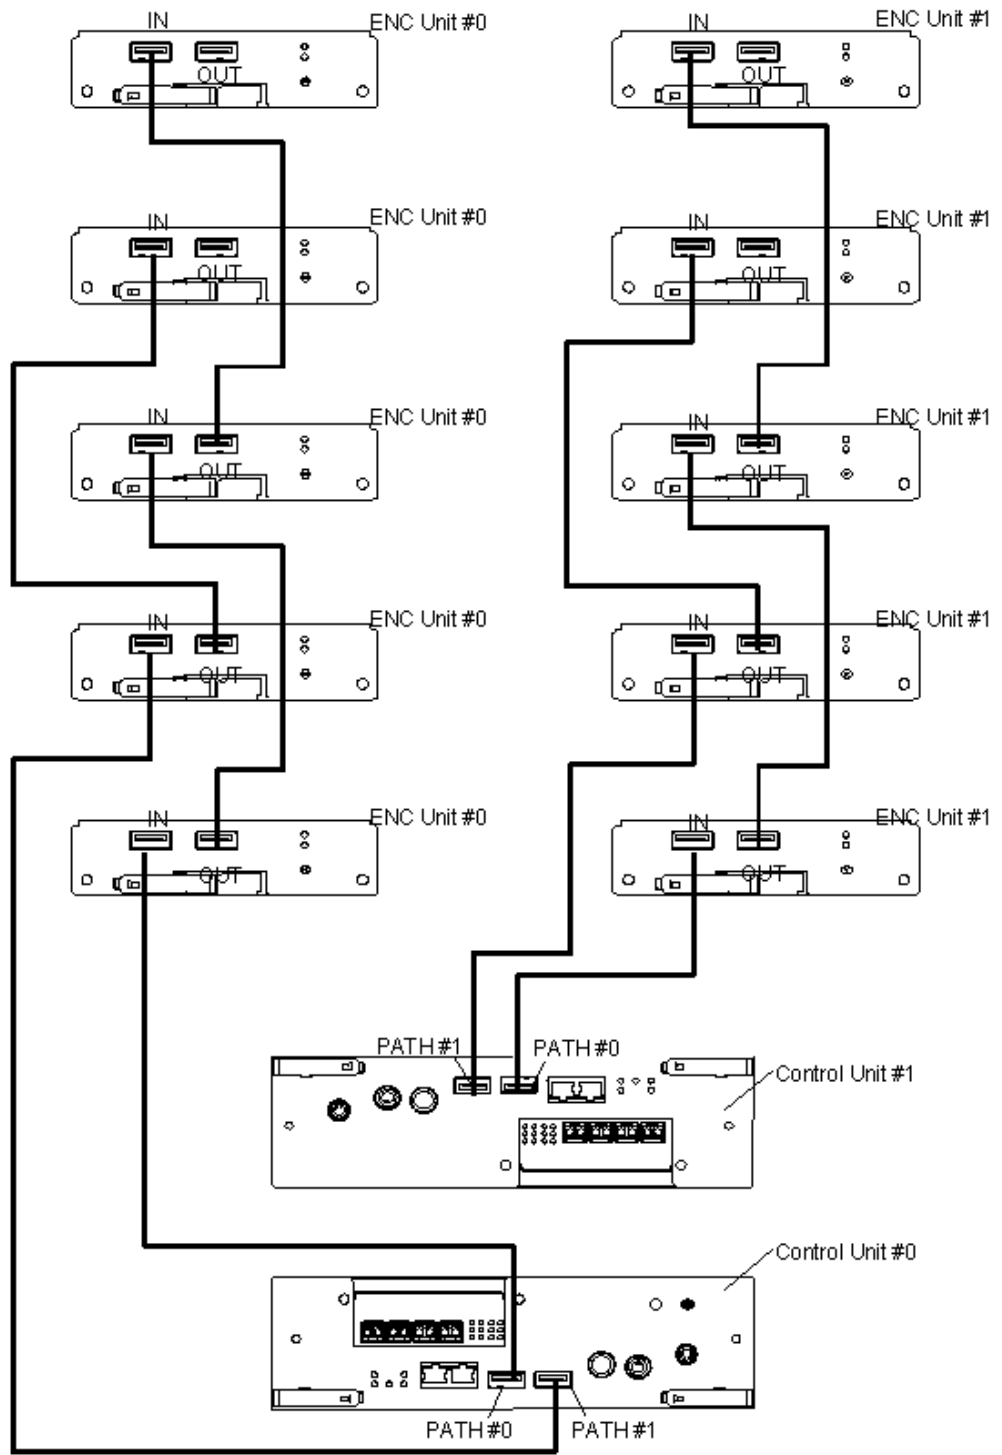 IN ENC Unit #0 IN ENC Unit #1
OUT OUT
IN ENC Unit #0 IN ENC Unit #1
OUT OUT
IN ENC Unit #0 IN ENC Unit #1
OUT OUT
IN ENC Unit #0 IN ENC Unit #1
OUT OUT
IN ENC Unit #0 IN ENC Unit #1
OUT OUT
PATH #1 PATH #0
Control Unit #1
Control Unit #0
PATH #0 PATH #1